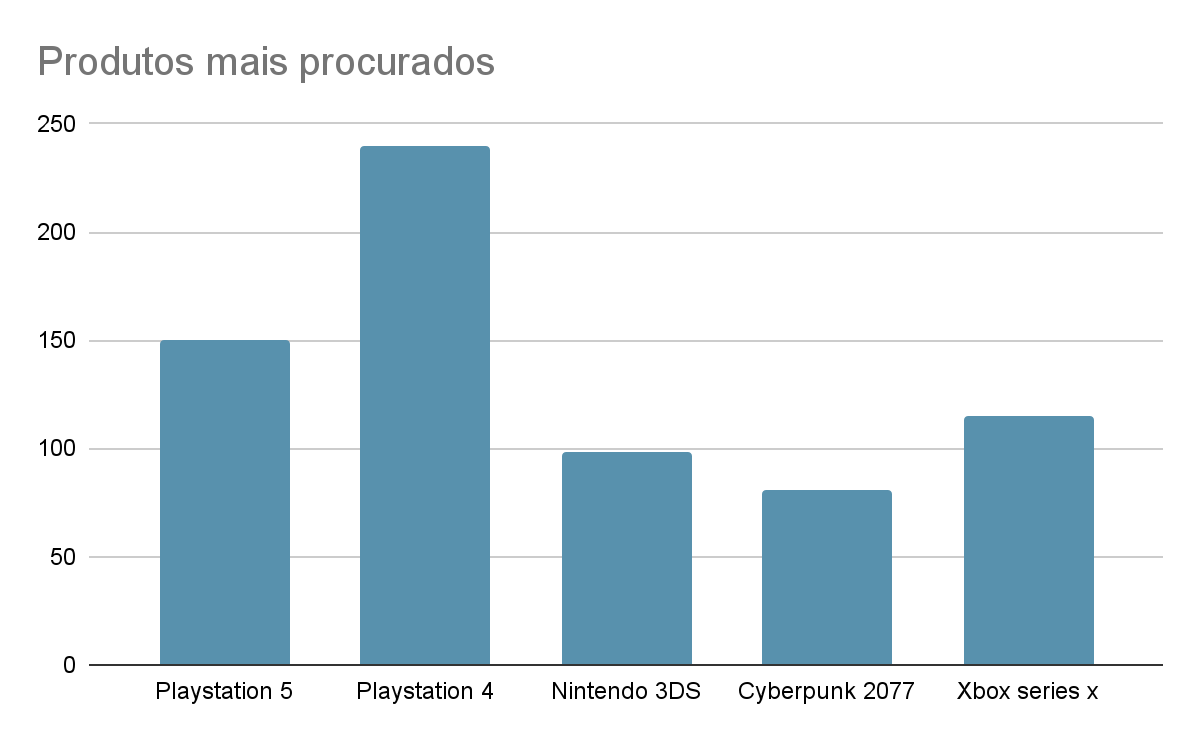 Produtos mais procurados
250
200
150
100
50
0
Playstation 5
Playstation 4
Nintendo 3DS
Cyberpunk 2077
Xbox series x